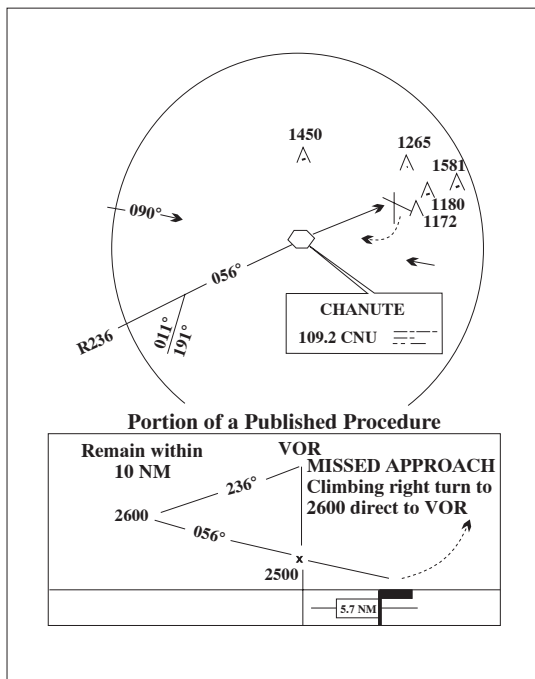 1450
1265
1581
1180
1172
090°
056°
R236
011°
191°
CHANUTE
109.2 CNU
Portion of a Published Procedure
Remain within
10 NM
VOR
MISSED APPROACH
Climbing right turn to
2600 direct to VOR
236°
2600
056°
x
2500
5.7 NM